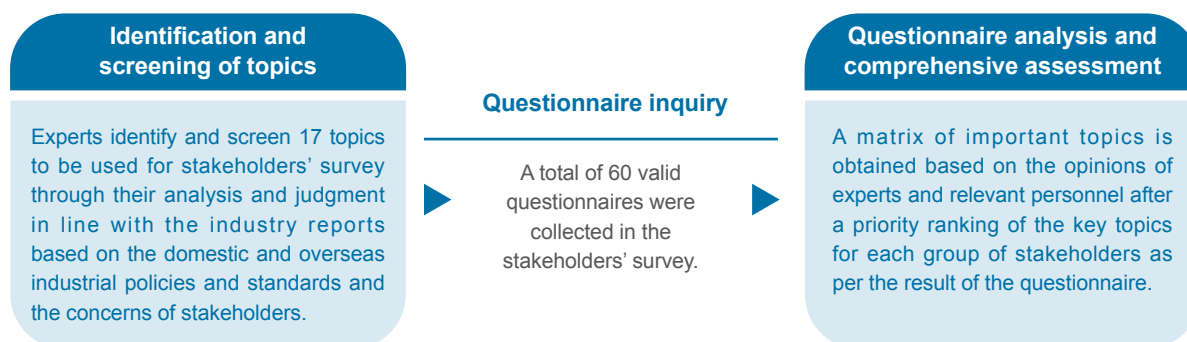 Identification and
screening of topics
Experts identify and screen 17 topics
to be used for stakeholders' survey
through their analysis and judgment
in line with the industry reports
based on the domestic and overseas
industrial policies and standards and
the concerns of stakeholders.
Questionnaire inquiry
A total of 60 valid
questionnaires were
collected in the
stakeholders' survey.
Questionnaire analysis and
comprehensive assessment
A matrix of important topics is
obtained based on the opinions of
experts and relevant personnel after
a priority ranking of the key topics
for each group of stakeholders as
per the result of the questionnaire.